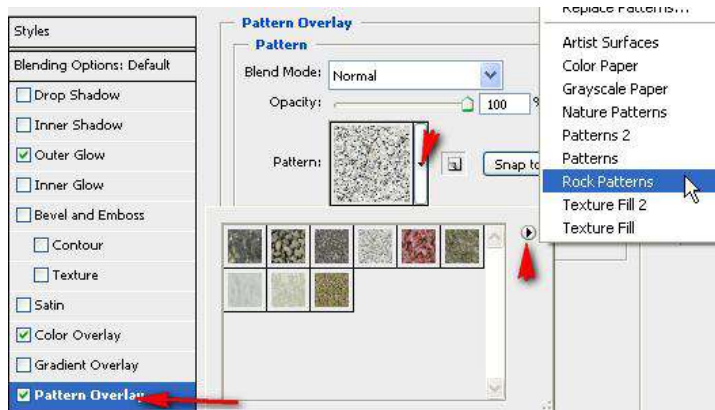 Styles
Blending Options: Default
Drop Shadow
Inner Shadow
Outer Glow
Inner Glow
Bevel and Emboss
Contour
Texture
Satin
Color Overlay
Gradient Overlay
Pattern Overlay
Pattern Overlay
Pattern
Blend Mode: Normal
Opacity: 100 %
Pattern:
Snap to
Replace Patterns...
Artist Surfaces
Color Paper
Grayscale Paper
Nature Patterns
Patterns 2
Patterns
Rock Patterns
Texture Fill 2
Texture Fill